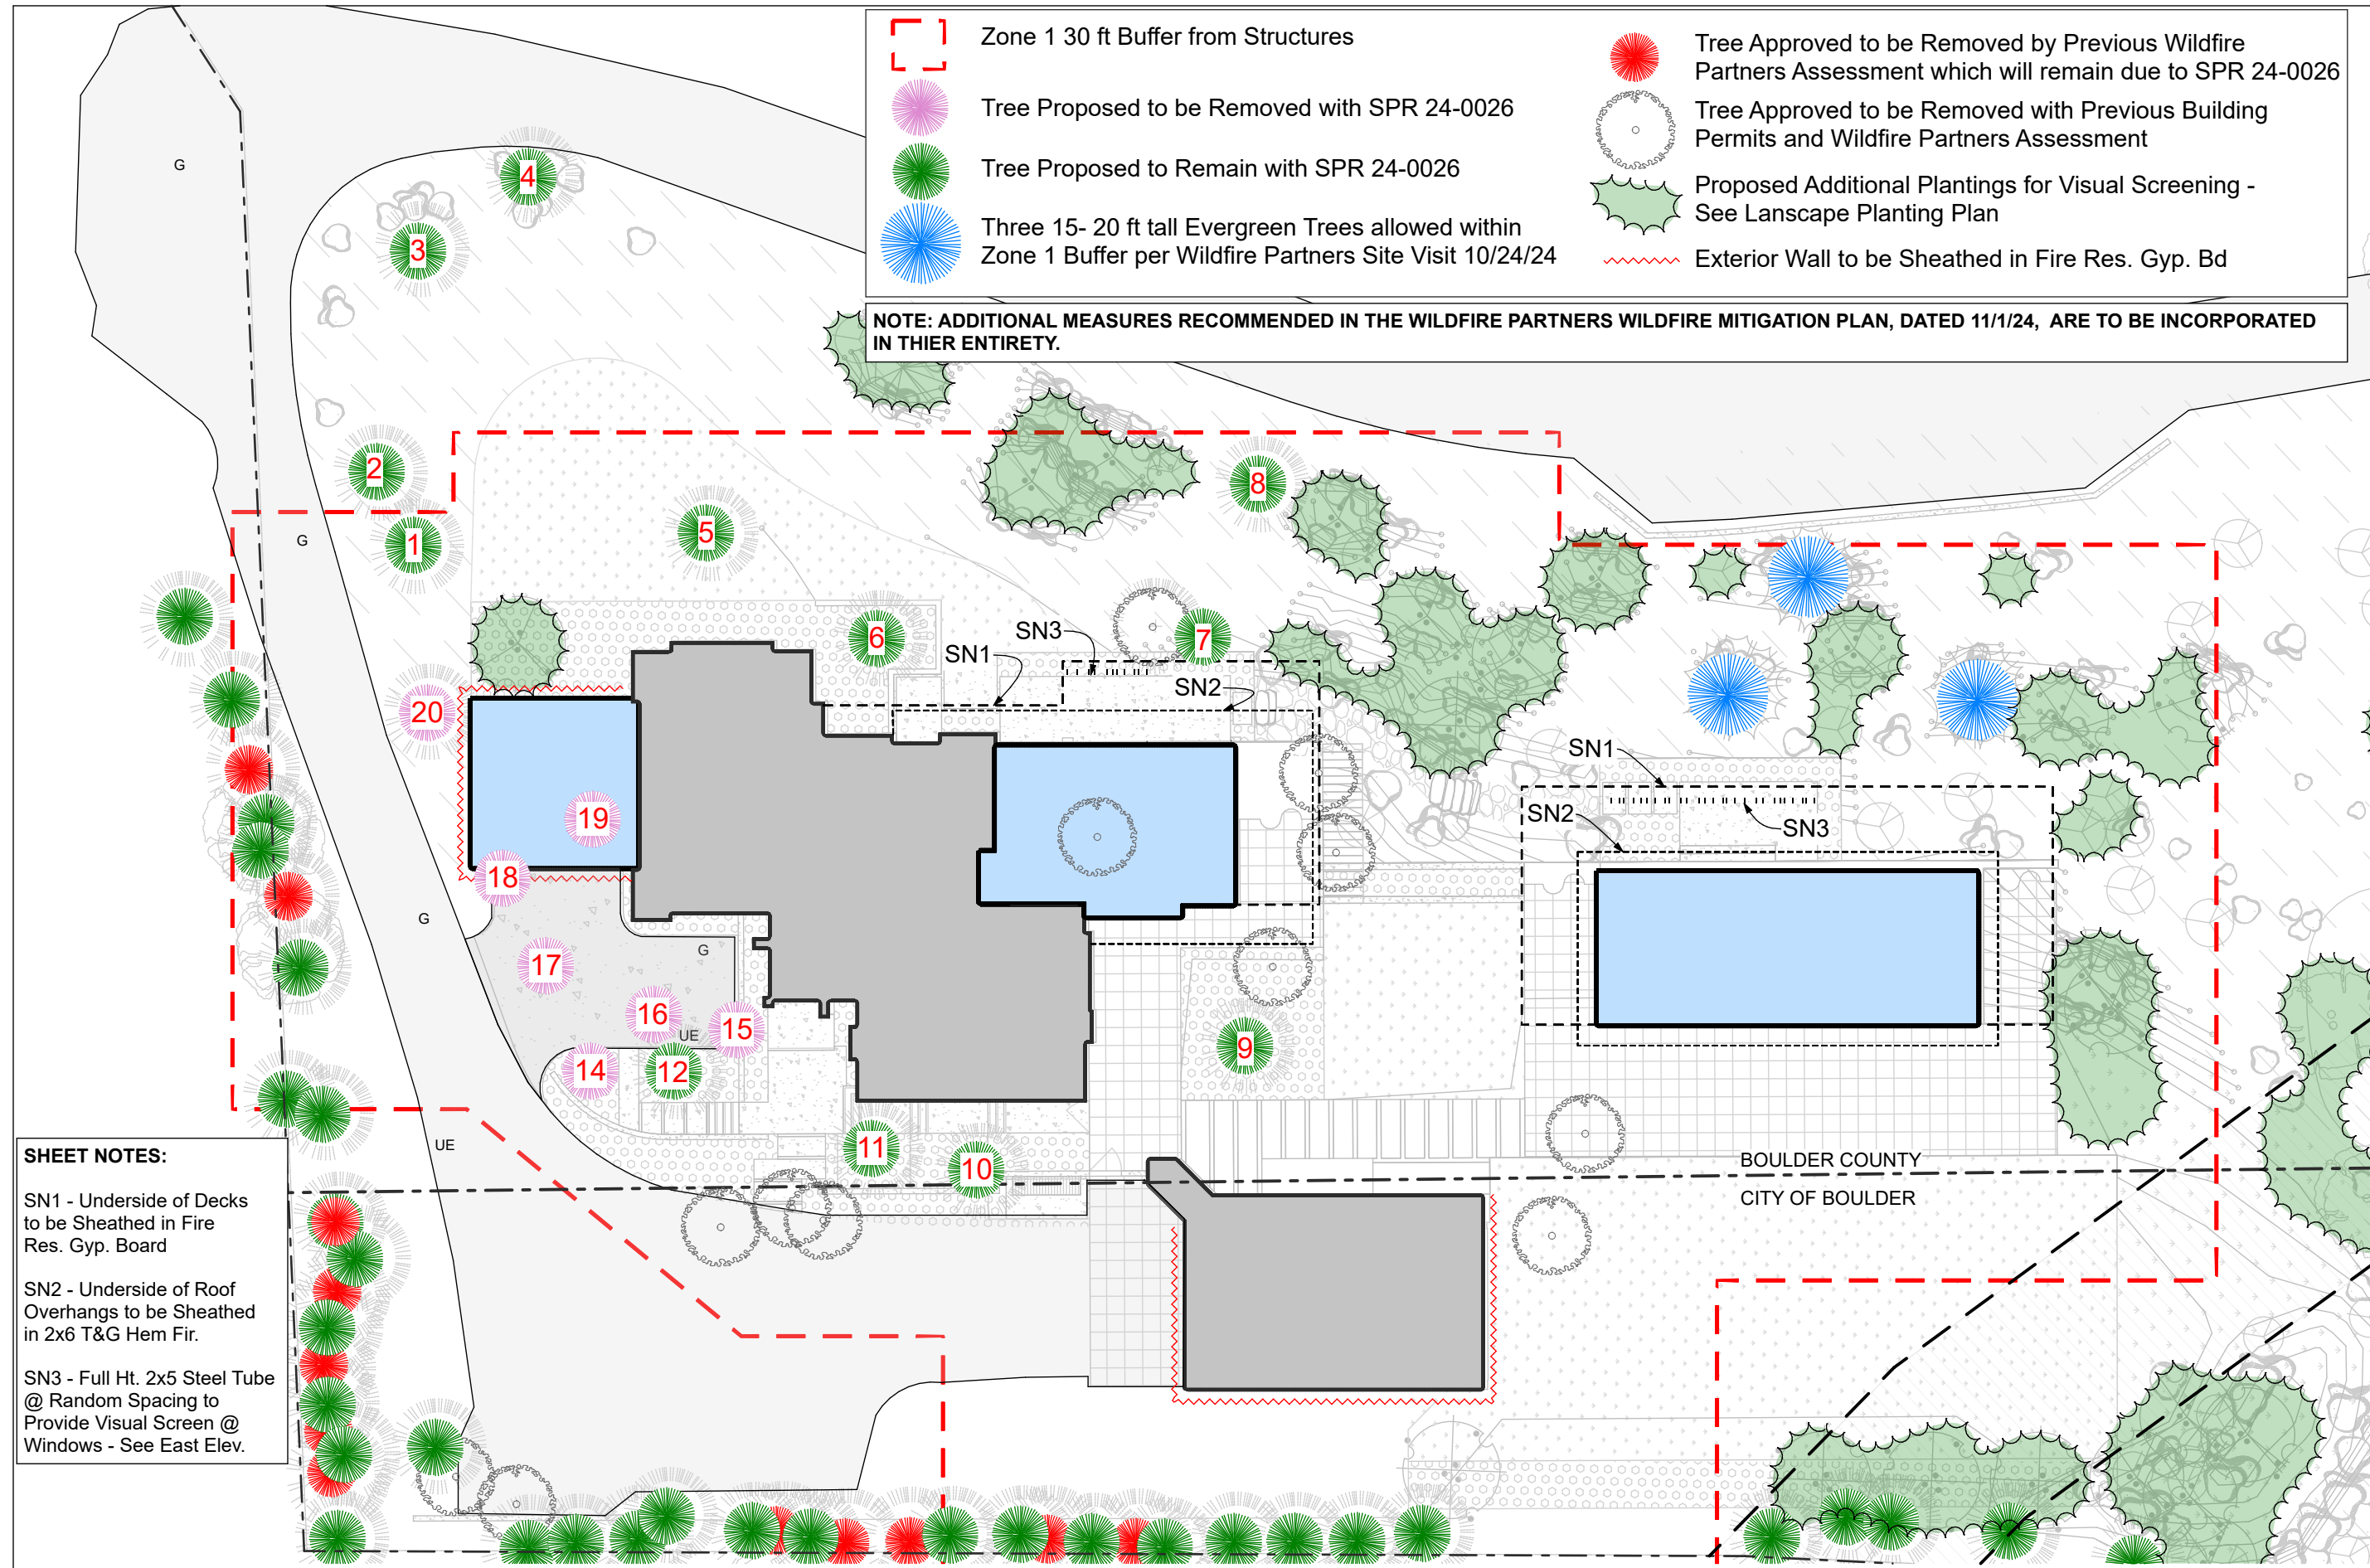 Zone 1 30 ft Buffer from Structures
Tree Proposed to be Removed with SPR 24-0026
Tree Proposed to Remain with SPR 24-0026
Three 15- 20 ft tall Evergreen Trees allowed within
Zone 1 Buffer per Wildfire Partners Site Visit 10/24/24
Tree Approved to be Removed by Previous Wildfire
Partners Assessment which will remain due to SPR 24-0026
Tree Approved to be Removed with Previous Building
Permits and Wildfire Partners Assessment
Proposed Additional Plantings for Visual Screening -
See Lanscape Planting Plan
Exterior Wall to be Sheathed in Fire Res. Gyp. Bd
NOTE: ADDITIONAL MEASURES RECOMMENDED IN THE WILDFIRE PARTNERS WILDFIRE MITIGATION PLAN, DATED 11/1/24, ARE TO BE INCORPORATED
IN THIER ENTIRETY.
G
4
3
2
8
5
1
G
6
SN3
7
SN1
SN2
20
SN1
19
SN2
SN3
18
G
G
17
16
15
UE
9
14
12
11
UE
10
BOULDER COUNTY
CITY OF BOULDER
SHEET NOTES:
SN1 - Underside of Decks
to be Sheathed in Fire
Res. Gyp. Board
SN2 - Underside of Roof
Overhangs to be Sheathed
in 2x6 T&G Hem Fir.
SN3 - Full Ht. 2x5 Steel Tube
@ Random Spacing to
Provide Visual Screen @
Windows - See East Elev.